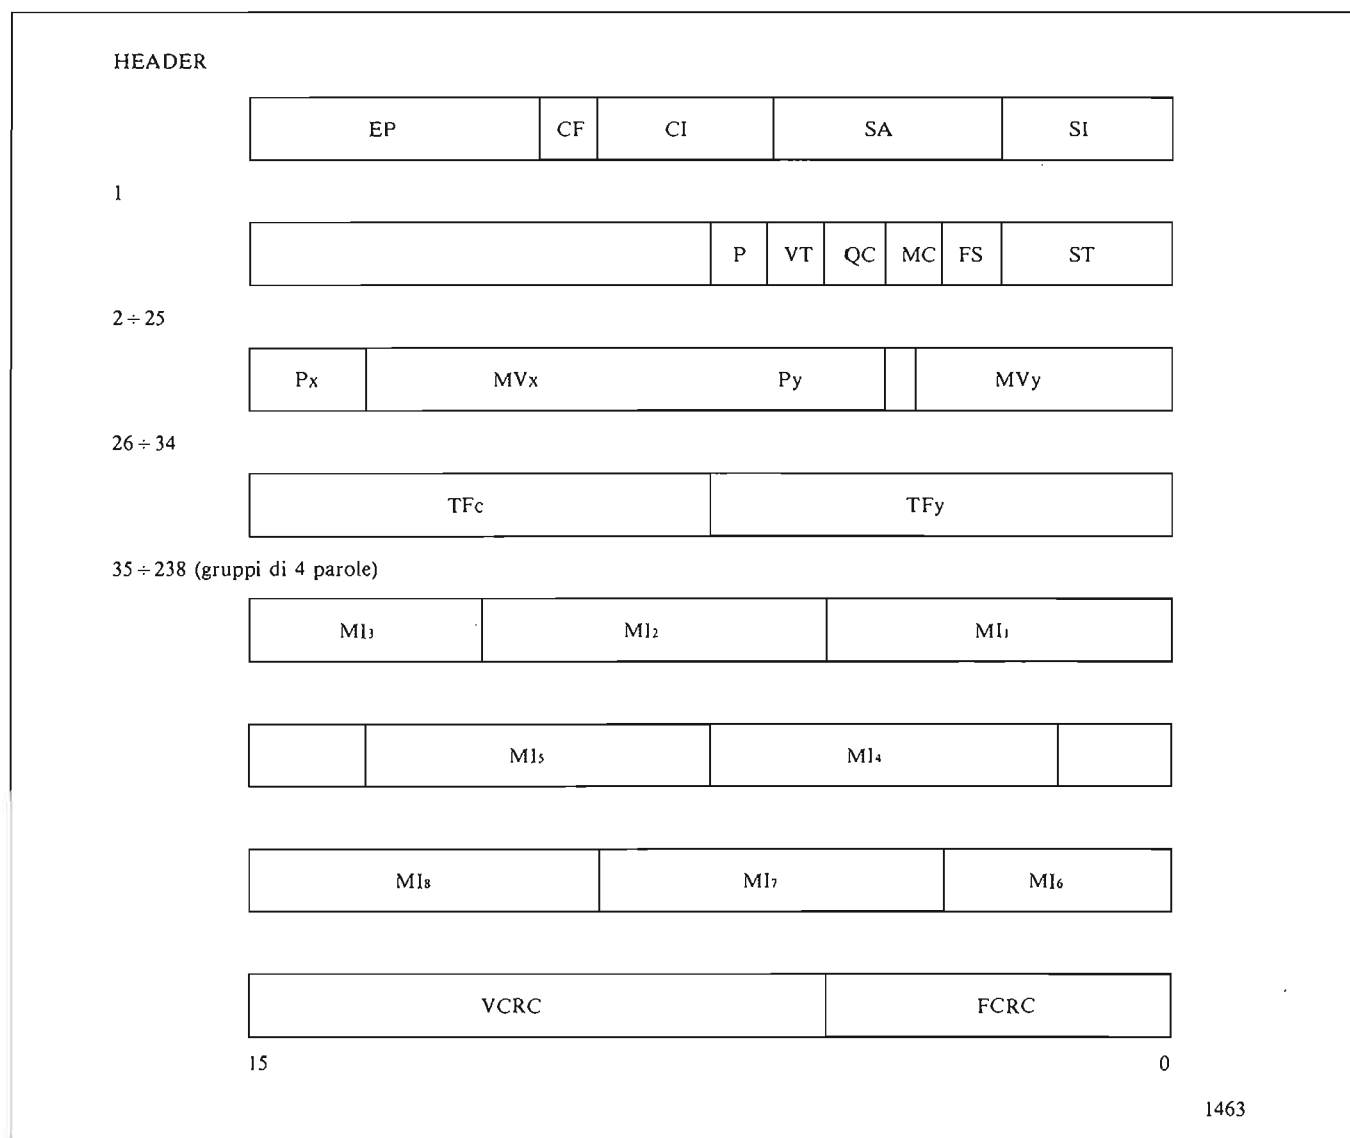 HEADER
EP CF CI SA SI
1
P VT QC MC FS ST
2 ÷ 25
Px MVx Py MVy
26 ÷ 34
TFc TFy
35 ÷ 238 (gruppi di 4 parole)
MI₃ MI₂ MI₁
MI₅ MI₄
MI₈ MI₇ MI₆
VCRC FCRC
15 0
1463